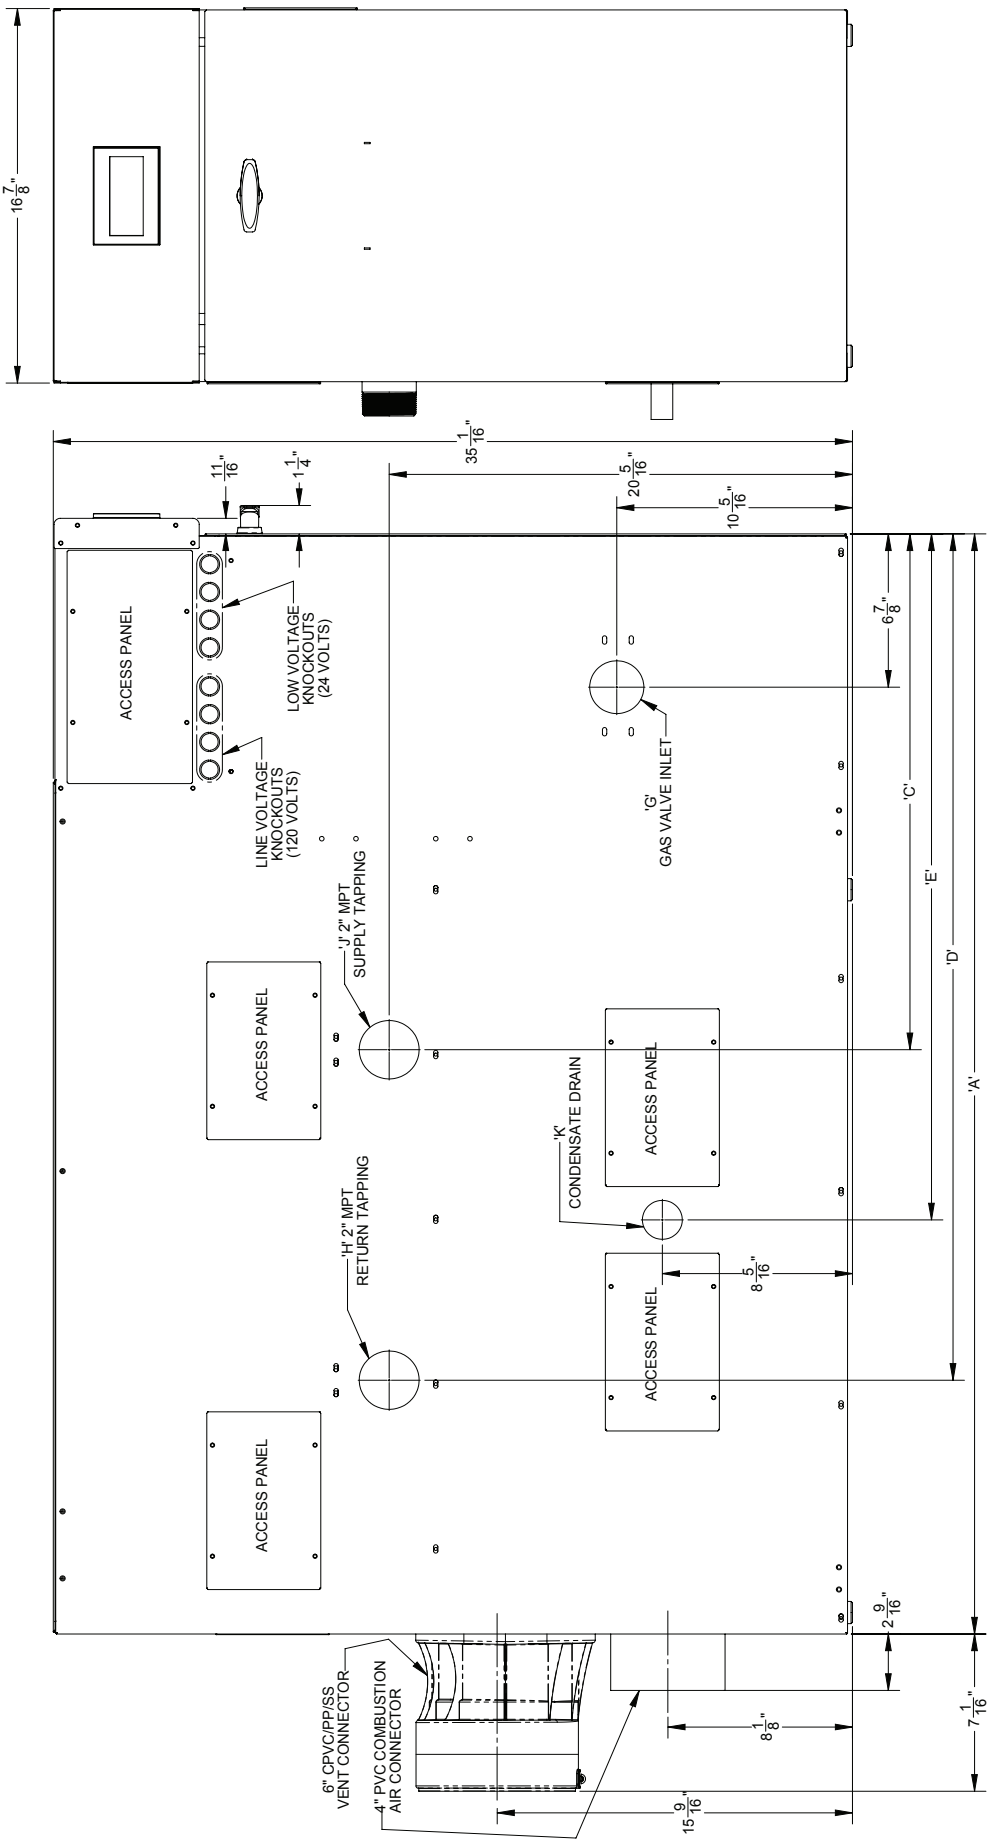 16 7/8"
35 1/16"
20 5/16"
10 5/16"
11/16"
1 1/4"
6 7/8"
'C'
'E'
'D'
'A'
ACCESS PANEL
LOW VOLTAGE
KNOCKOUTS
(24 VOLTS)
LINE VOLTAGE
KNOCKOUTS
(120 VOLTS)
'G'
GAS VALVE INLET
'J' 2" MPT
SUPPLY TAPPING
ACCESS PANEL
ACCESS PANEL
'K'
CONDENSATE DRAIN
'H' 2" MPT
RETURN TAPPING
8 5/16"
ACCESS PANEL
ACCESS PANEL
6" CPVC/PP/SS
VENT CONNECTOR
4" PVC COMBUSTION
AIR CONNECTOR
2 9/16"
7 1/16"
8 1/8"
15 9/16"